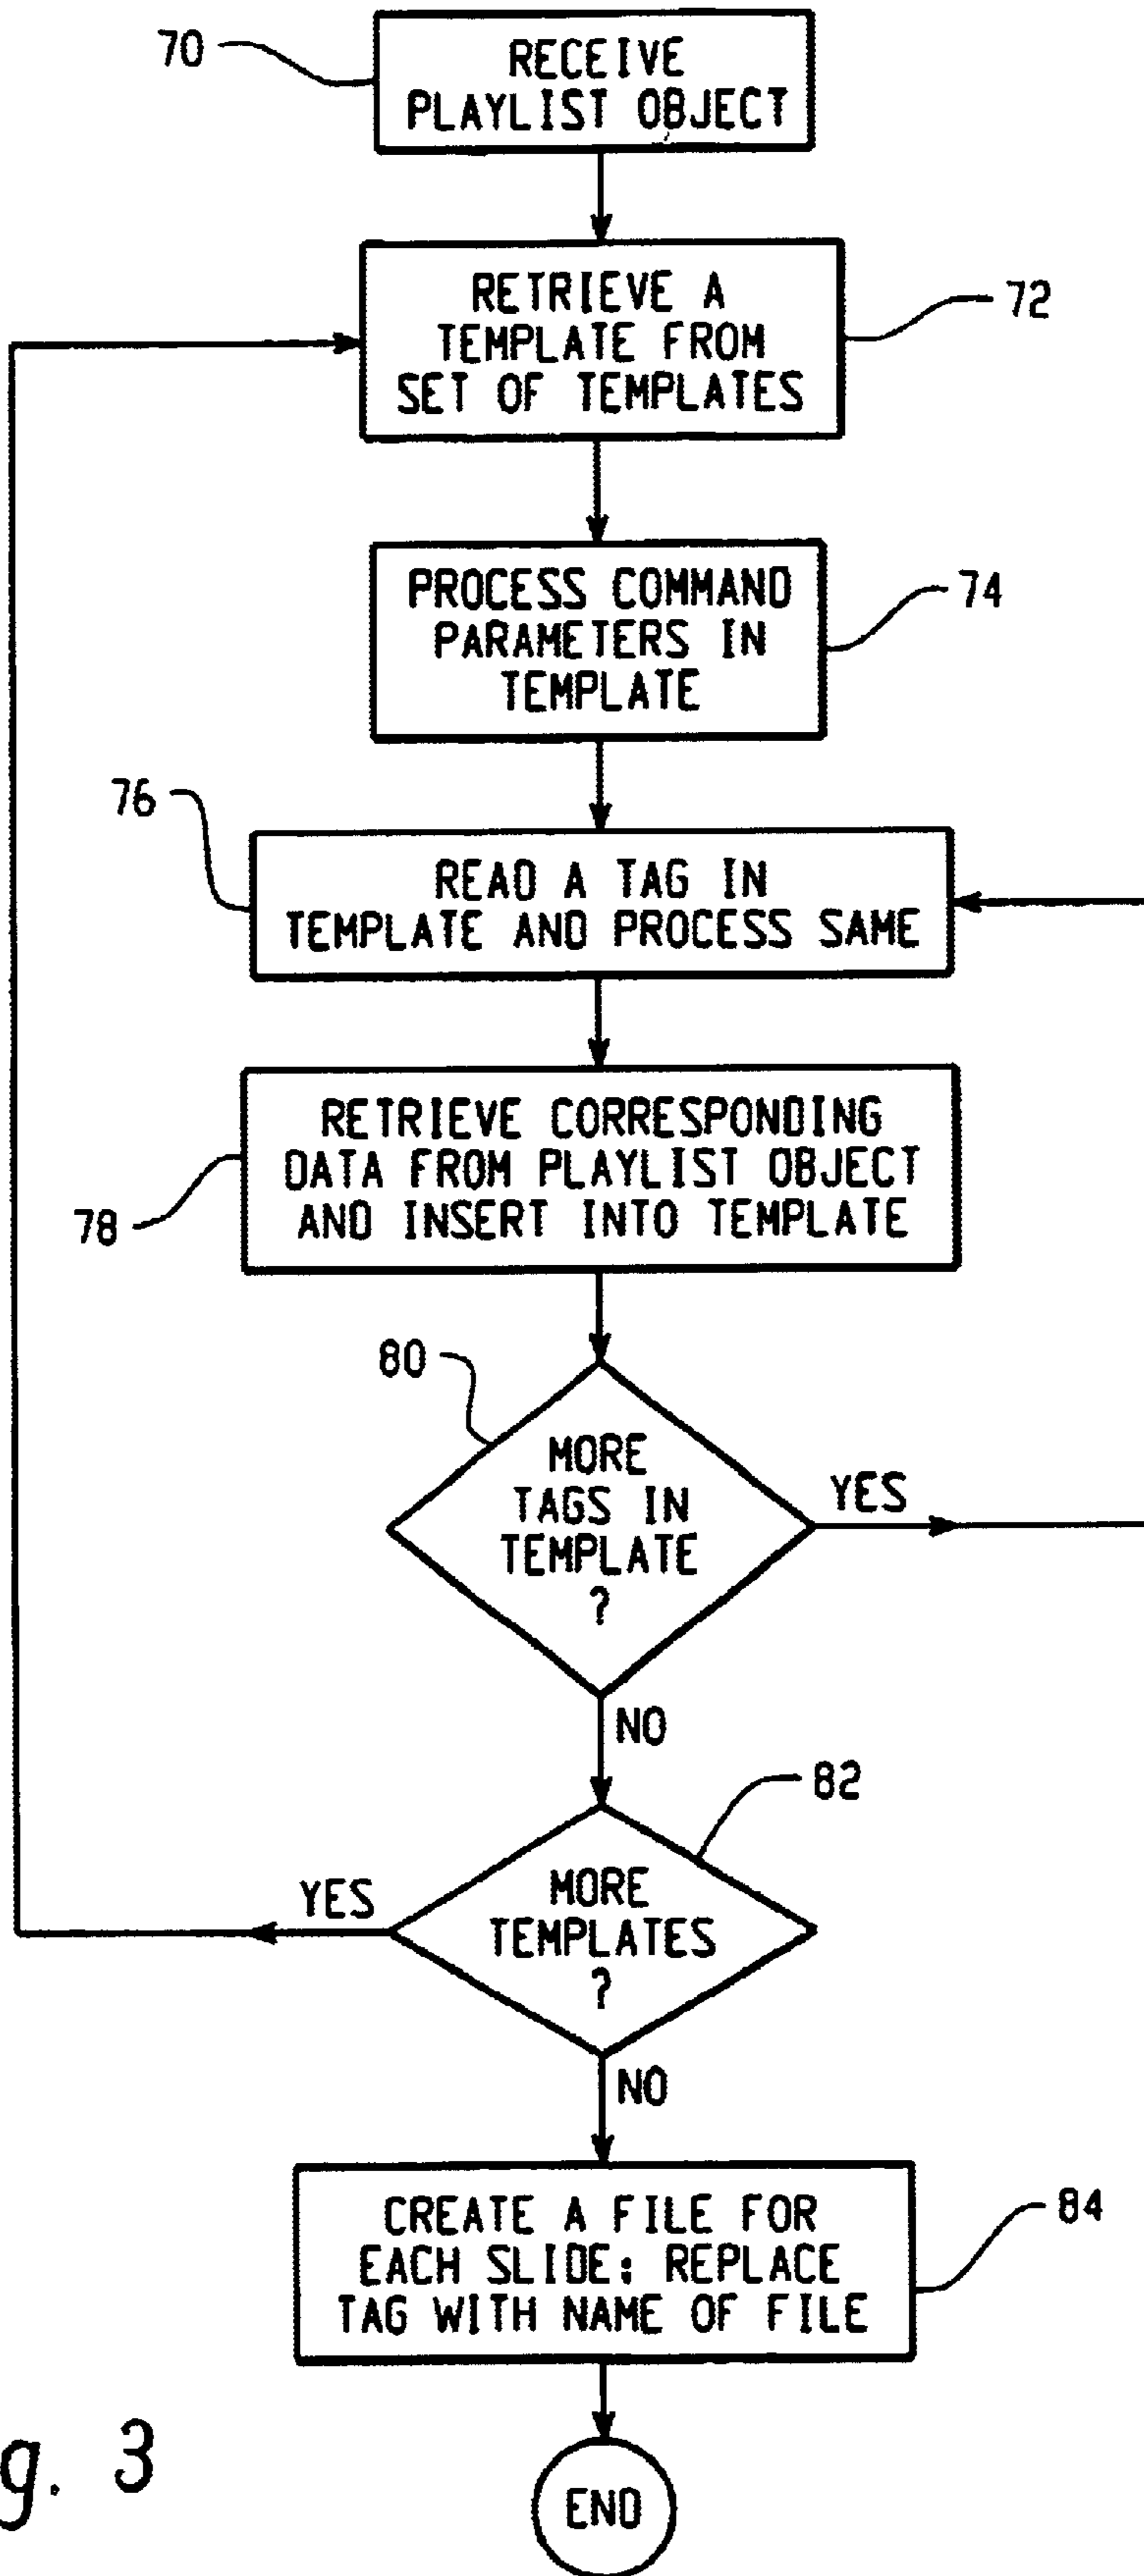 70
RECEIVE
PLAYLIST OBJECT
RETRIEVE A
TEMPLATE FROM
SET OF TEMPLATES
72
PROCESS COMMAND
PARAMETERS IN
TEMPLATE
74
76
READ A TAG IN
TEMPLATE AND PROCESS SAME
RETRIEVE CORRESPONDING
DATA FROM PLAYLIST OBJECT
AND INSERT INTO TEMPLATE
78
80
MORE
TAGS IN
TEMPLATE
?
YES
NO
82
MORE
TEMPLATES
?
YES
NO
CREATE A FILE FOR
EACH SLIDE; REPLACE
TAG WITH NAME OF FILE
84
g. 3
END